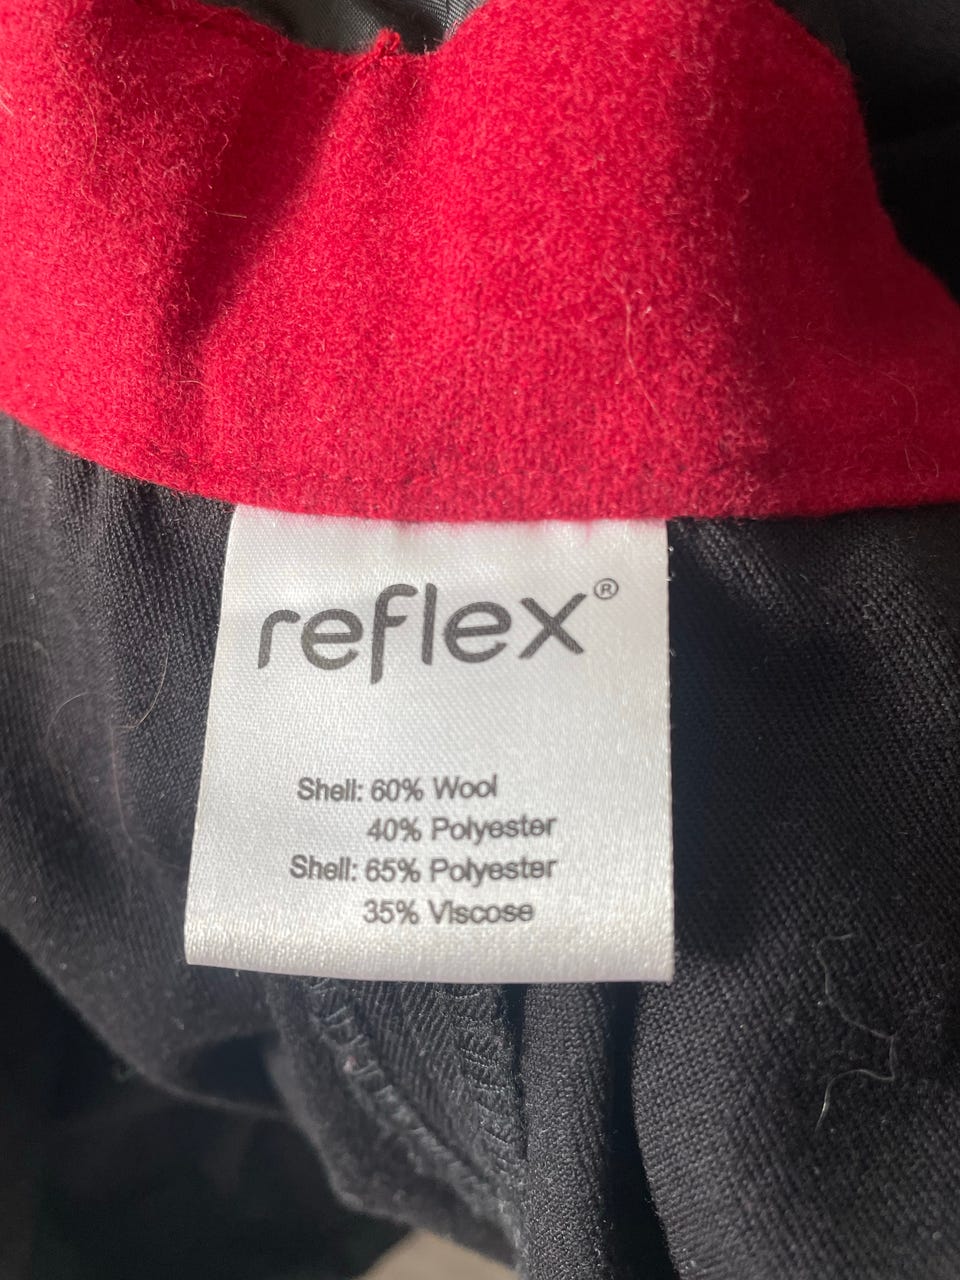 reflex®
Shell: 60% Wool
40% Polyester
Shell: 65% Polyester
35% Viscose